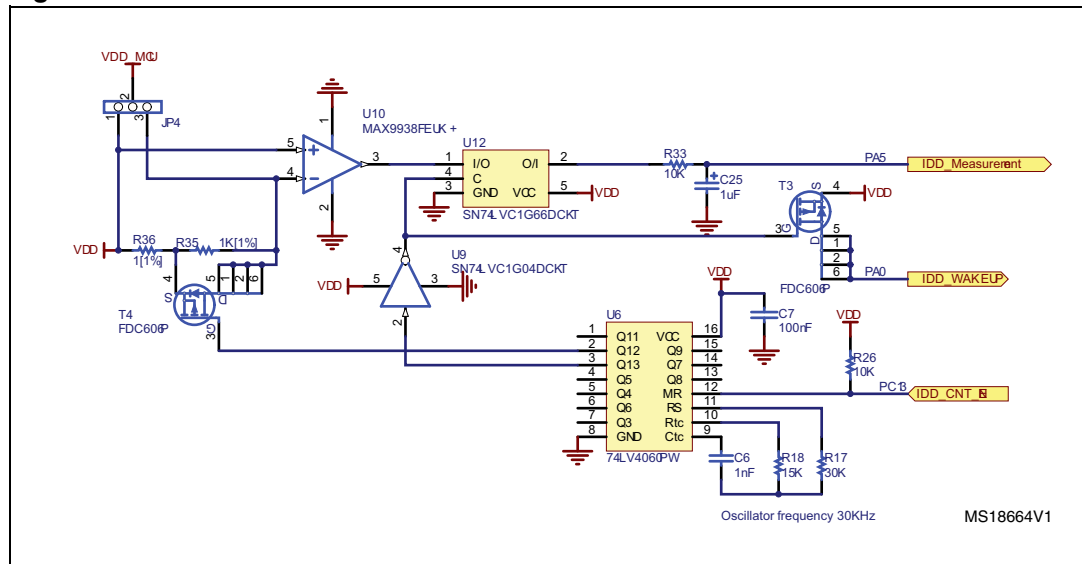 VDD_MCU
2
1
3
JP4
U10
MAX9938FEUK +
1
5
+
4
-
3
2
U12
1
I/O
O/I
2
4
C
3
GND
VCC
5
VDD
SN74LVC1G66DCKT
R33
10K
+
C25
1uF
PA5
IDD_Measurement
T3
S
4
VDD
3
G
D
5
1
2
6
FDC606P
PA0
IDD_WAKEUP
VDD
R36
1[1%]
R35
1K[1%]
4
S
5
1
2
6
D
T4
FDC606P
G
3
4
U9
SN74LVC1G04DCKT
VDD
5
3
2
U6
1
Q11
VCC
16
2
Q12
Q9
15
3
Q13
Q7
14
4
Q5
Q8
13
5
Q4
MR
12
6
Q6
RS
11
7
Q3
Rtc
10
8
GND
Ctc
9
74LV4060PW
VDD
C7
100nF
VDD
R26
10K
PC13
IDD_CNT_EN
C6
1nF
R18
15K
R17
30K
Oscillator frequency 30KHz
MS18664V1